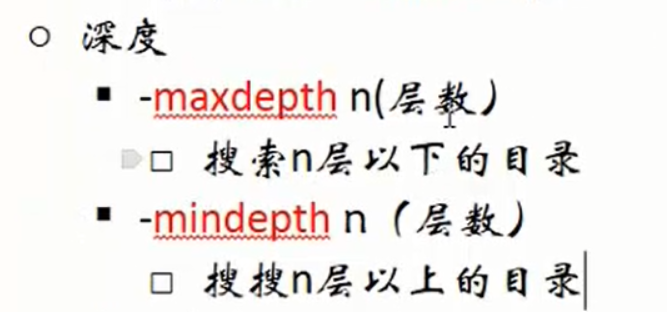 深度
-maxdepth n(层数）
搜索n层以下的目录
-mindepth n（层数）
搜搜n层以上的目录